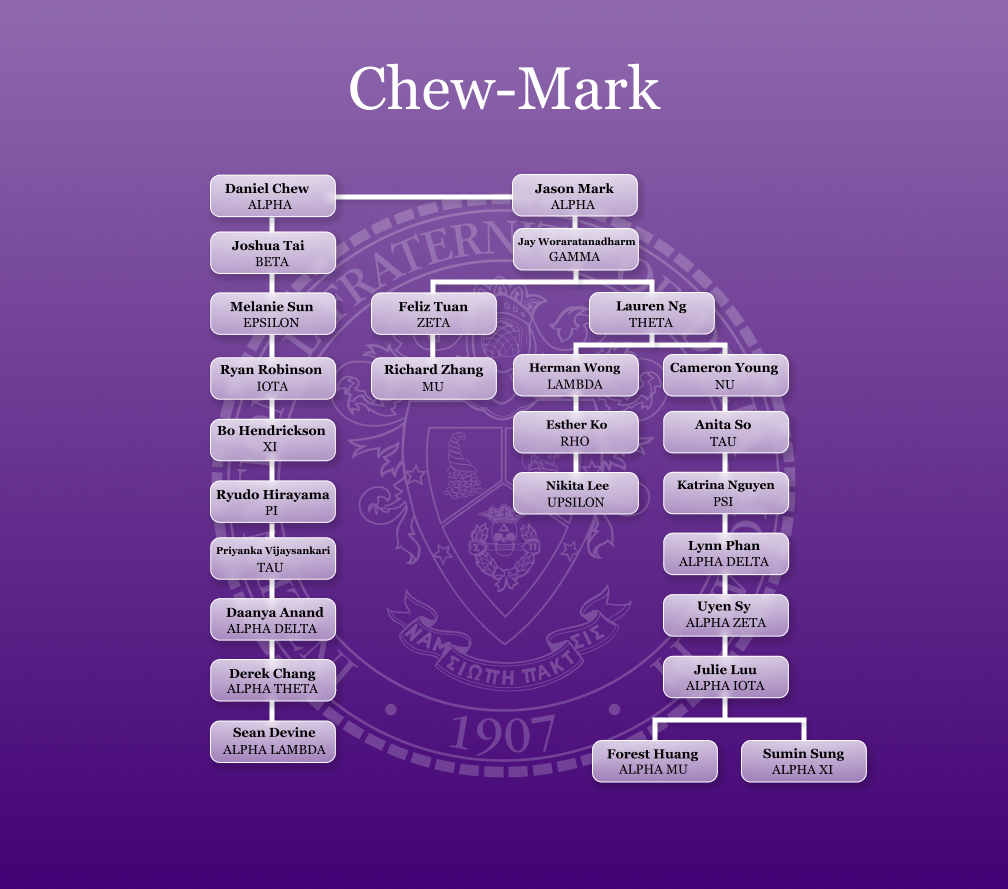 Chew-Mark
Daniel Chew
ALPHA
Jason Mark
ALPHA
Joshua Tai
BETA
Jay Woraratanadharm
GAMMA
Melanie Sun
EPSILON
Feliz Tuan
ZETA
Lauren Ng
THETA
Ryan Robinson
IOTA
Richard Zhang
MU
Herman Wong
LAMBDA
Cameron Young
NU
Bo Hendrickson
XI
Esther Ko
RHO
Anita So
TAU
Ryudo Hirayama
PI
Nikita Lee
UPSILON
Katrina Nguyen
PSI
Priyanka Vijaysankari
TAU
Lynn Phan
ALPHA DELTA
Daanya Anand
ALPHA DELTA
Uyen Sy
ALPHA ZETA
Derek Chang
ALPHA THETA
Julie Luu
ALPHA IOTA
Sean Devine
ALPHA LAMBDA
Forest Huang
ALPHA MU
Sumin Sung
ALPHA XI
FRATERNITY
ΣΙΩΠΗ
1907